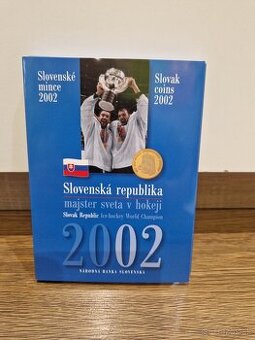 Slovenské
mince
2002
Slovak
coins
2002
Slovenská republika
majster sveta v hokeji
Slovak Republic Ice-hockey World Champion
2002
NÁRODNÁ BANKA SLOVENSKA